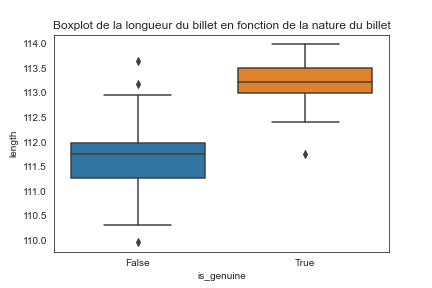 Boxplot de la longueur du billet en fonction de la nature du billet
114.0
113.5
113.0
112.5
112.0
111.5
111.0
110.5
110.0
length
False
True
is_genuine